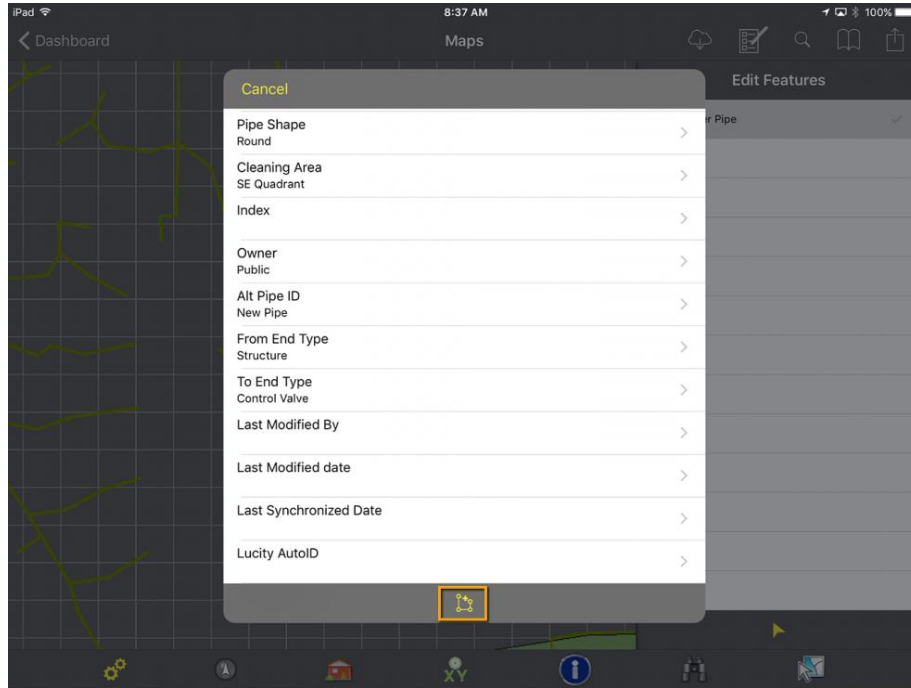 iPad 8:37 AM 100%
Dashboard Maps
Edit Features
Cancel
r Pipe
Pipe Shape
Round
Cleaning Area
SE Quadrant
Index
Owner
Public
Alt Pipe ID
New Pipe
From End Type
Structure
To End Type
Control Valve
Last Modified By
Last Modified date
Last Synchronized Date
Lucity AutoID
XY